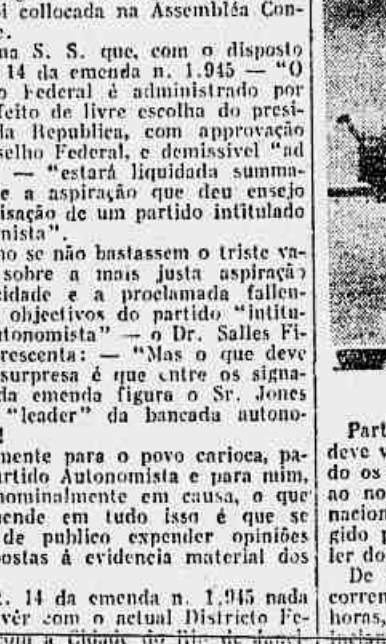 i collocada na Assembléa Con-
e.
na S. S. que, com o disposto
14 da emenda n. 1.945 — "O
o Federal é administrado por
feito de livre escolha do presi-
da Republica, com approvação
selho Federal, e demissivel "ad
— "estará liquidada summa-
e a aspiração que deu ensejo
isação de um partido intitulado
nista".
no se não bastassem o triste va-
sobre a mais justa aspiração
cidade e a proclamada fallen-
objectivos do partido "intitu-
utonomista" — o Dr. Salles Fi-
rescenta: — "Mas o que deve
surpresa é que entre os signa-
da emenda figura o Sr. Jones
"leader" da bancada autono-
!
mente para o povo carioca, pa-
artido Autonomista e para mim,
nominalmente em causa, o que
ende em tudo isso é que se
de publico expender opiniões
postas á evidencia material dos
t. 14 da emenda n. 1.945 nada
vêr com o actual Districto Fe-
Part
deve v
do os
ao no
nacion
gido p
ler do
De
corren
horas,